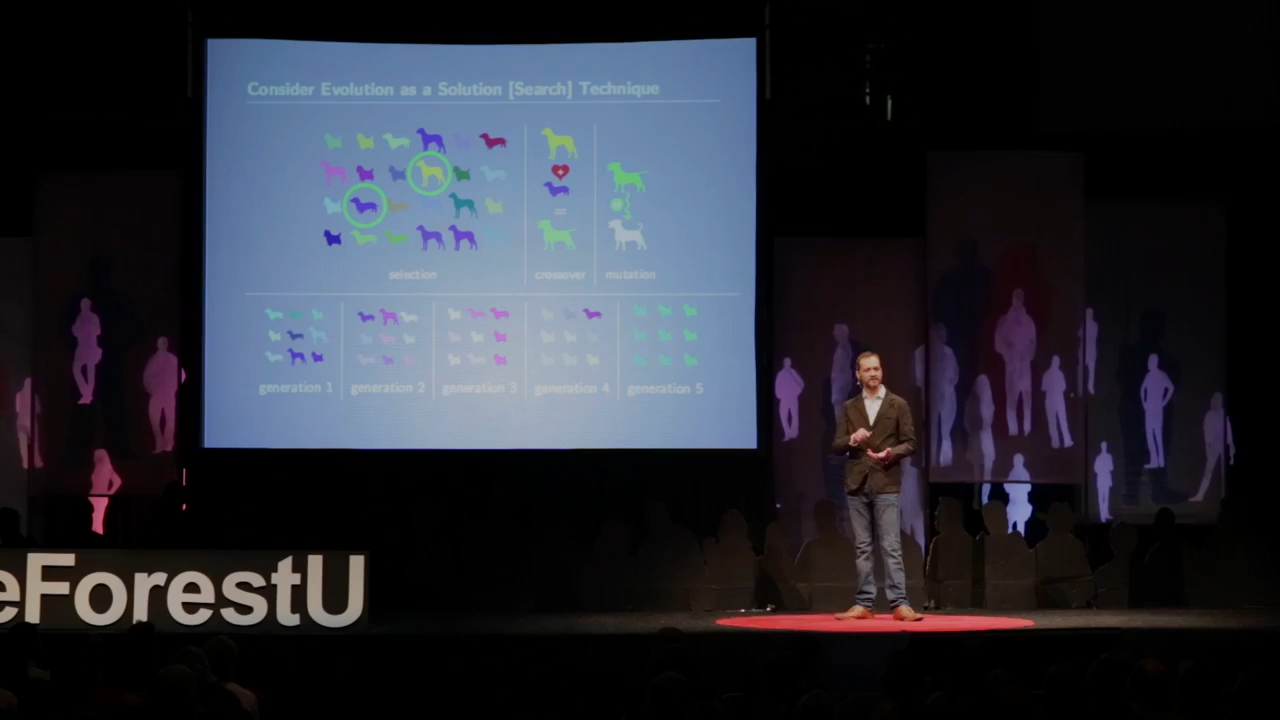 Consider Evolution as a Solution [Search] Technique
selection
crossover
mutation
generation 1
generation 2
generation 3
generation 4
generation 5
eForestU